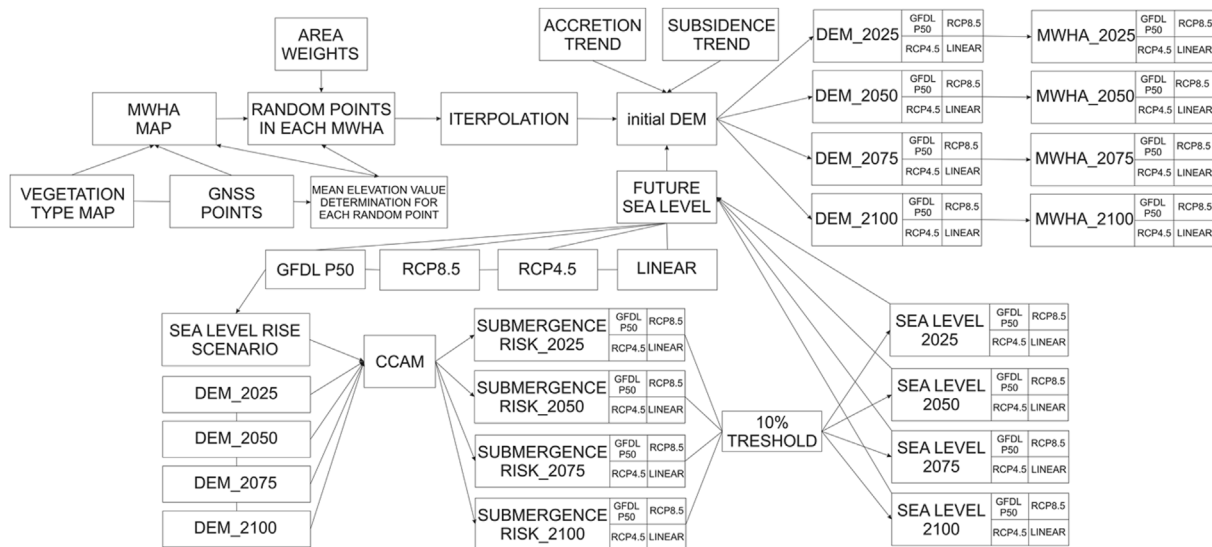 AREA
WEIGHTS
ACCRETION
TREND
SUBSIDENCE
TREND
MWHA
MAP
RANDOM POINTS
IN EACH MWHA
ITERPOLATION
initial DEM
VEGETATION
TYPE MAP
GNSS
POINTS
MEAN ELEVATION VALUE
DETERMINATION FOR
EACH RANDOM POINT
FUTURE
SEA LEVEL
DEM_2025
GFDL
P50
RCP8.5
RCP4.5
LINEAR
MWHA_2025
GFDL
P50
RCP8.5
RCP4.5
LINEAR
DEM_2050
GFDL
P50
RCP8.5
RCP4.5
LINEAR
MWHA_2050
GFDL
P50
RCP8.5
RCP4.5
LINEAR
DEM_2075
GFDL
P50
RCP8.5
RCP4.5
LINEAR
MWHA_2075
GFDL
P50
RCP8.5
RCP4.5
LINEAR
DEM_2100
GFDL
P50
RCP8.5
RCP4.5
LINEAR
MWHA_2100
GFDL
P50
RCP8.5
RCP4.5
LINEAR
GFDL P50
RCP8.5
RCP4.5
LINEAR
SEA LEVEL RISE
SCENARIO
DEM_2025
DEM_2050
DEM_2075
DEM_2100
CCAM
SUBMERGENCE
RISK_2025
GFDL
P50
RCP8.5
RCP4.5
LINEAR
SUBMERGENCE
RISK_2050
GFDL
P50
RCP8.5
RCP4.5
LINEAR
SUBMERGENCE
RISK_2075
GFDL
P50
RCP8.5
RCP4.5
LINEAR
SUBMERGENCE
RISK_2100
GFDL
P50
RCP8.5
RCP4.5
LINEAR
10%
TRESHOLD
SEA LEVEL
2025
GFDL
P50
RCP8.5
RCP4.5
LINEAR
SEA LEVEL
2050
GFDL
P50
RCP8.5
RCP4.5
LINEAR
SEA LEVEL
2075
GFDL
P50
RCP8.5
RCP4.5
LINEAR
SEA LEVEL
2100
GFDL
P50
RCP8.5
RCP4.5
LINEAR